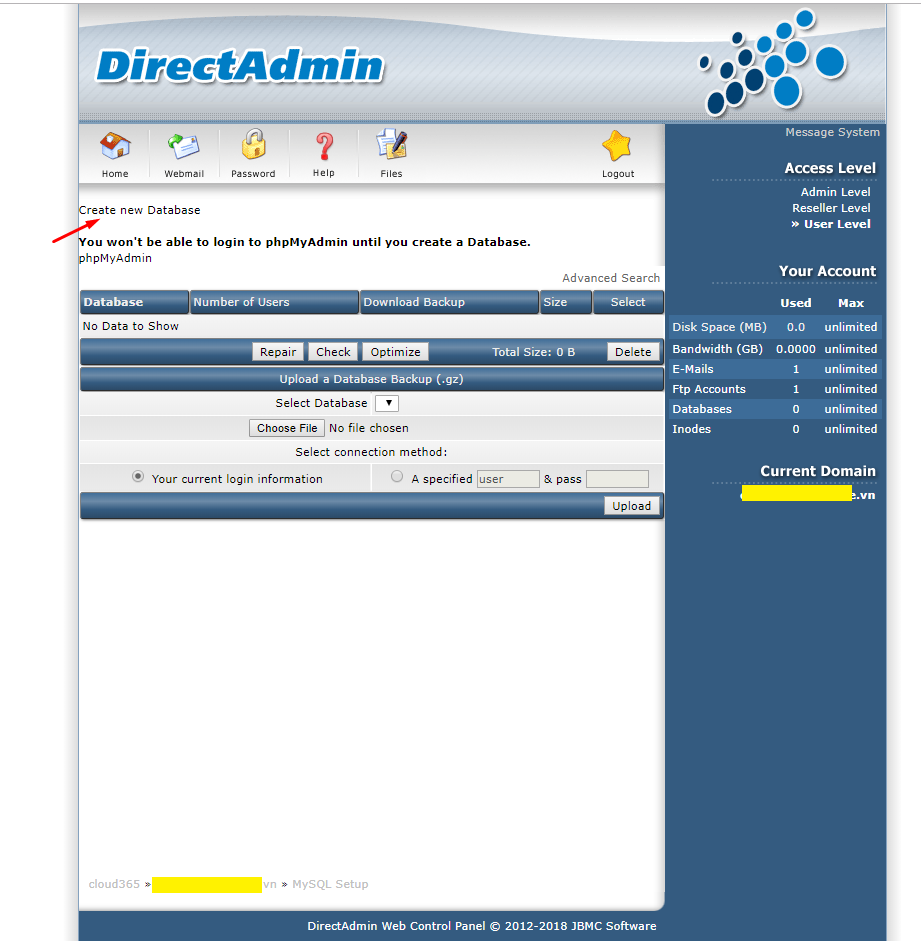 DirectAdmin
Home Webmail Password Help Files Logout
Message System
Access Level
Admin Level
Reseller Level
» User Level
Create new Database
You won't be able to login to phpMyAdmin until you create a Database.
phpMyAdmin
Advanced Search
Database Number of Users Download Backup Size Select
No Data to Show
Repair Check Optimize Total Size: 0 B Delete
Upload a Database Backup (.gz)
Select Database
Choose File No file chosen
Select connection method:
Your current login information A specified user & pass
Upload
Your Account
Used Max
Disk Space (MB) 0.0 unlimited
Bandwidth (GB) 0.0000 unlimited
E-Mails 1 unlimited
Ftp Accounts 1 unlimited
Databases 0 unlimited
Inodes 0 unlimited
Current Domain
e.vn
cloud365 » vn » MySQL Setup
DirectAdmin Web Control Panel © 2012-2018 JBMC Software